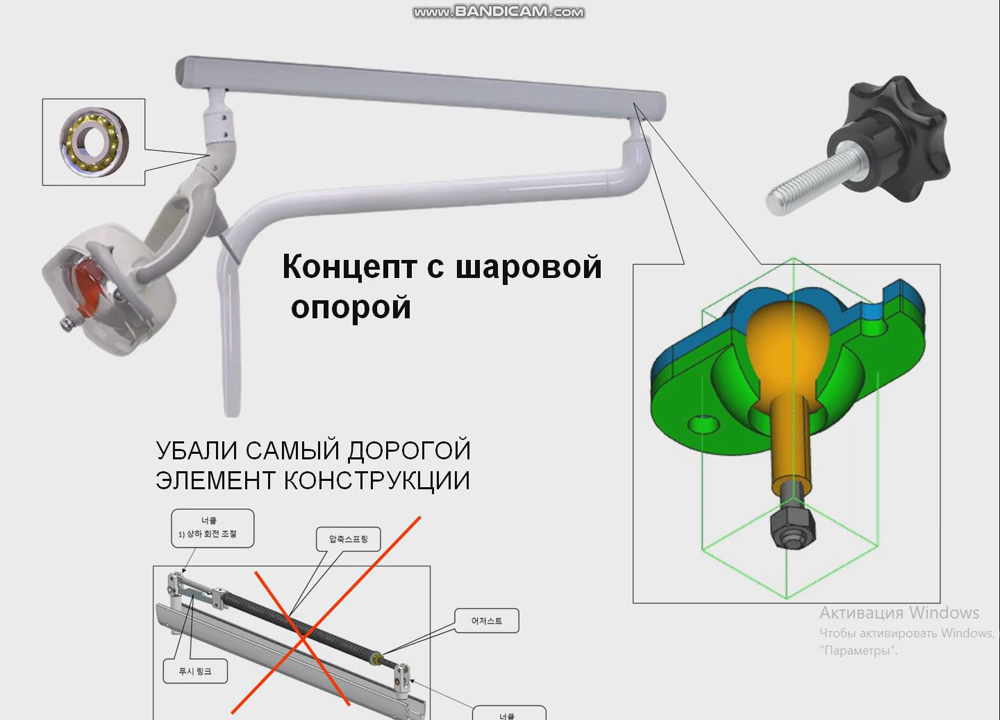 www.BANDICAM.com
Концепт с шаровой
опорой
УБАЛИ САМЫЙ ДОРОГОЙ
ЭЛЕМЕНТ КОНСТРУКЦИИ
너클
1) 상하 회전 조절
압축스프링
어저스트
푸시 링크
너클
Активация Windows
Чтобы активировать Windows,
"Параметры".